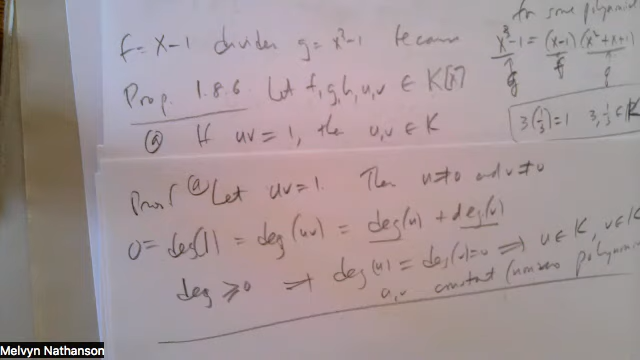 for some polynomial
f = x-1 divides g = x³-1 because x³-1 = (x-1)(x²+x+1)
g f q
Prop. 1.8.6. Let f,g,h,u,v ∈ K[x]
3(1/3)=1 3,1/3 ∈ K
(a) If uv = 1, then u,v ∈ K
Proof (a) Let uv=1. Then u≠0 and v≠0
0 = deg(1) = deg(uv) = deg(u) + deg(v)
deg ≥ 0 ⟹ deg(u) = deg(v)=0 ⟹ u∈K, v∈K
u,v constant (nonzero polynomials
Melvyn Nathanson